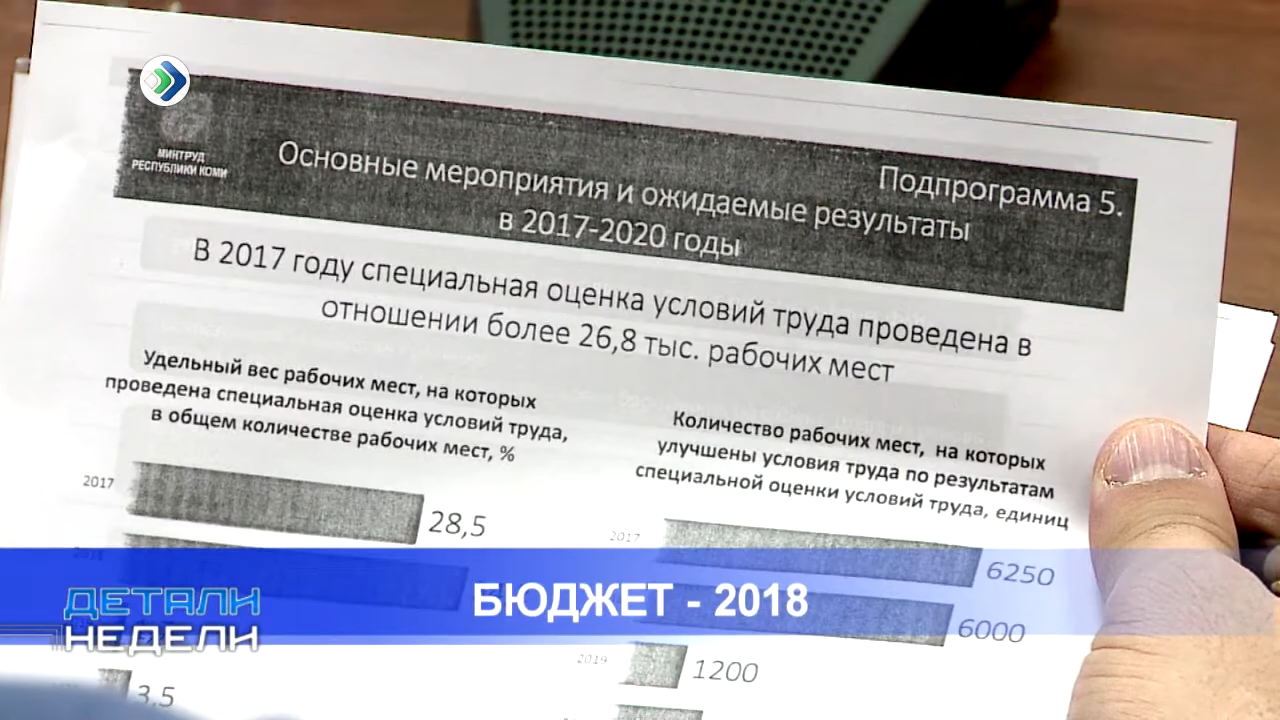 МИНТРУД
РЕСПУБЛИКИ КОМИ
Подпрограмма 5.
Основные мероприятия и ожидаемые результаты
в 2017-2020 годы
В 2017 году специальная оценка условий труда проведена в
отношении более 26,8 тыс. рабочих мест
Удельный вес рабочих мест, на которых
проведена специальная оценка условий труда,
в общем количестве рабочих мест, %
2017
28,5
3,5
Количество рабочих мест, на которых
улучшены условия труда по результатам
специальной оценки условий труда, единиц
2017
6250
6000
2019
1200
ДЕТАЛИ
НЕДЕЛИ
БЮДЖЕТ - 2018